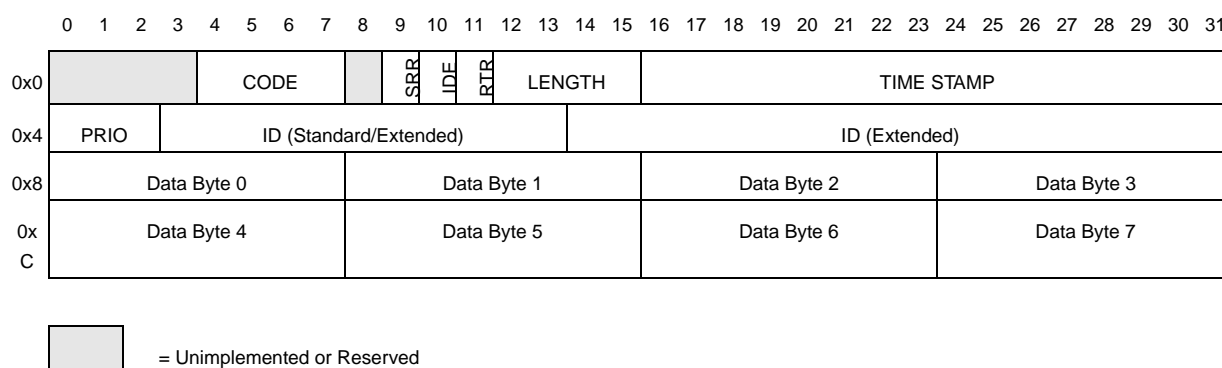 0 1 2 3 4 5 6 7 8 9 10 11 12 13 14 15 16 17 18 19 20 21 22 23 24 25 26 27 28 29 30 31
0x0 CODE SRR IDE RTR LENGTH TIME STAMP
0x4 PRIO ID (Standard/Extended) ID (Extended)
0x8 Data Byte 0 Data Byte 1 Data Byte 2 Data Byte 3
0x Data Byte 4 Data Byte 5 Data Byte 6 Data Byte 7
C
= Unimplemented or Reserved